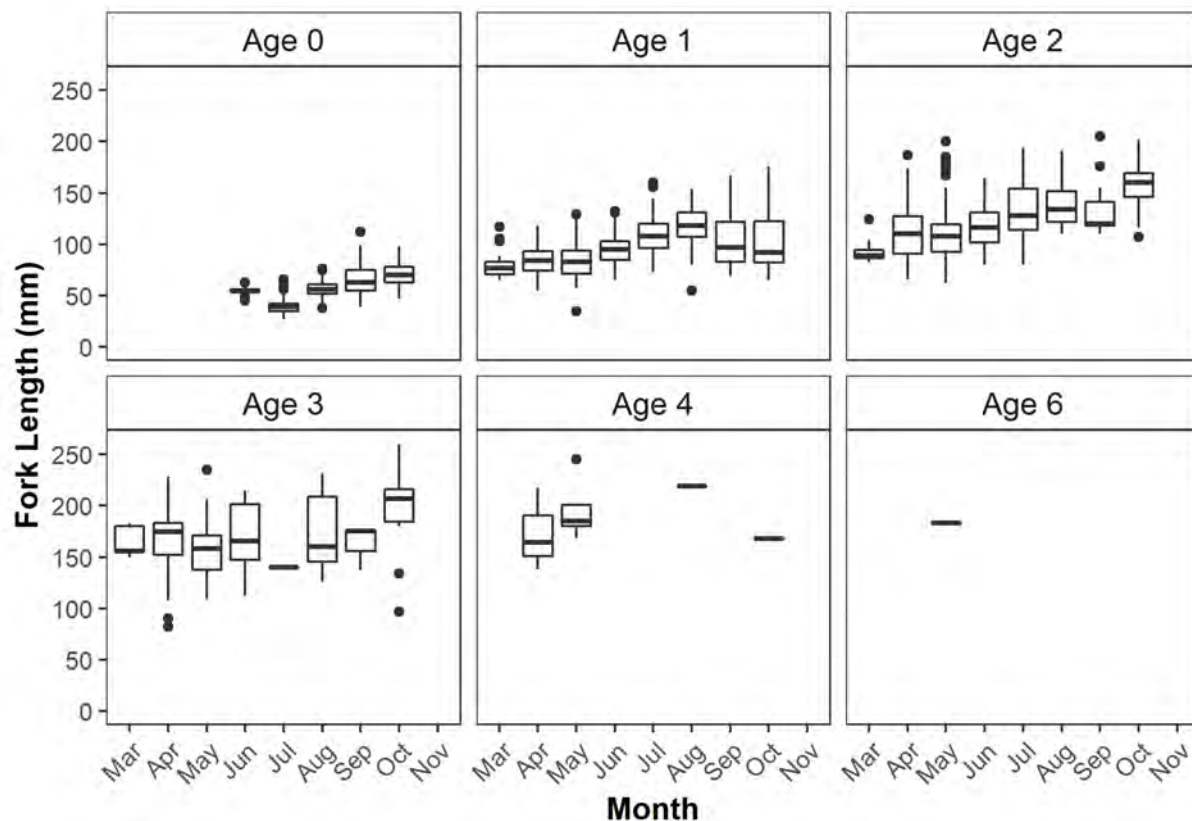 Age 0
Age 1
Age 2
250
200
150
100
50
0
Age 3
Age 4
Age 6
250
200
150
100
50
0
Fork Length (mm)
Mar Apr May Jun Jul Aug Sep Oct Nov
Mar Apr May Jun Jul Aug Sep Oct Nov
Mar Apr May Jun Jul Aug Sep Oct Nov
Month